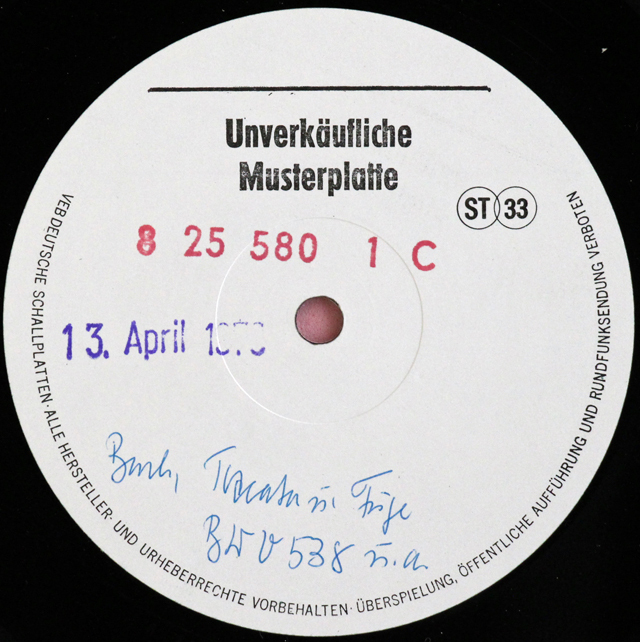 Unverkäufliche
Musterplatte
ST 33
8 25 580 1 C
13. April
Bach, Toccata u. Fuge
BWV 538 u.a.
VEB DEUTSCHE SCHALLPLATTEN · ALLE HERSTELLER- UND URHEBERRECHTE VORBEHALTEN · ÜBERSPIELUNG, ÖFFENTLICHE AUFFÜHRUNG UND RUNDFUNKSENDUNG VERBOTEN